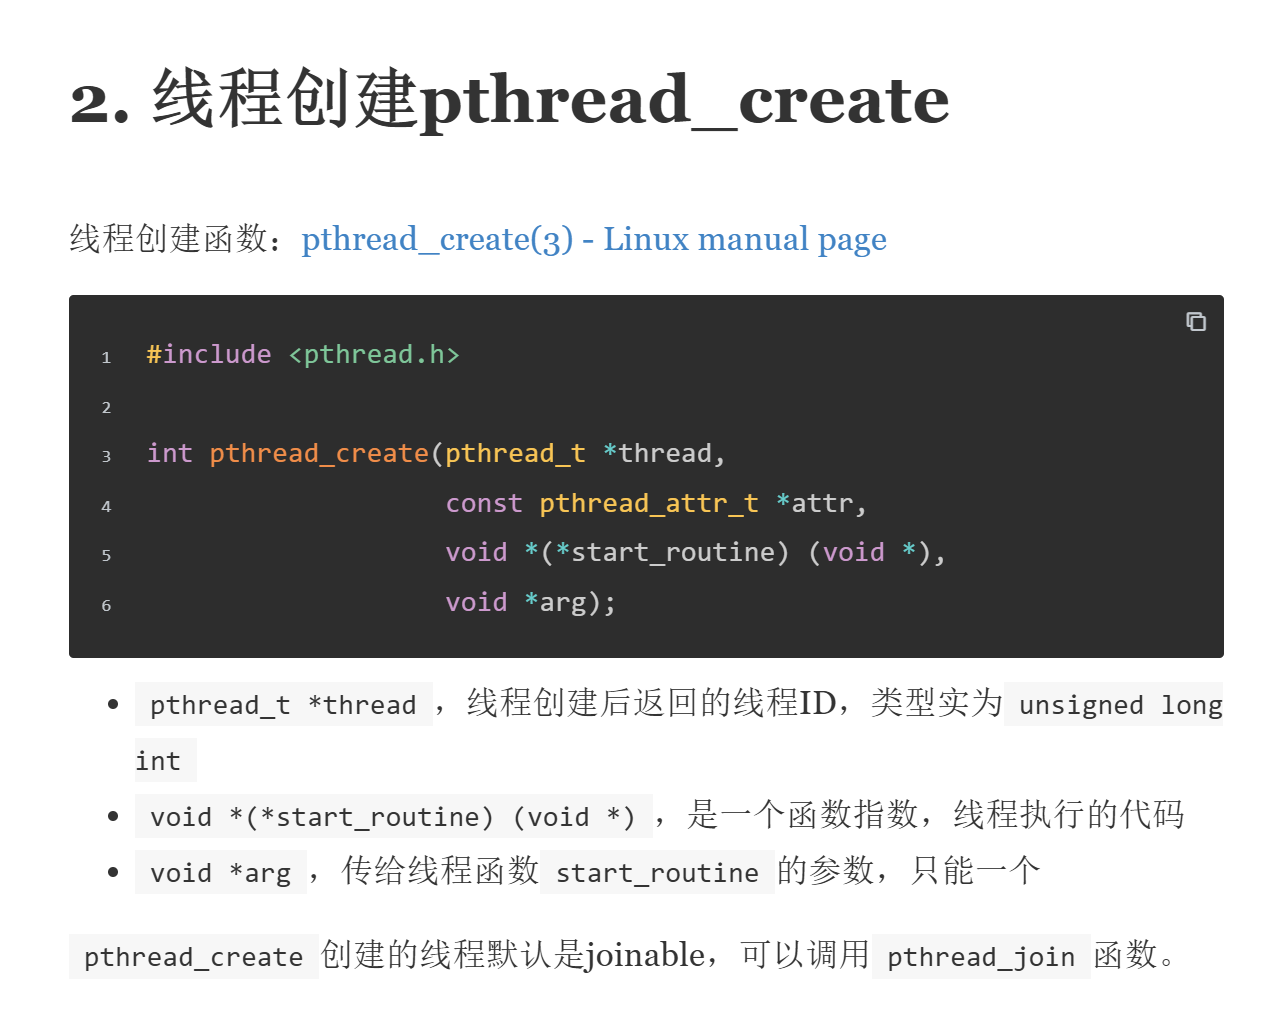 2. 线程创建pthread_create
线程创建函数：pthread_create(3) - Linux manual page
1 #include <pthread.h>
2
3 int pthread_create(pthread_t *thread,
4 const pthread_attr_t *attr,
5 void *(*start_routine) (void *),
6 void *arg);
• pthread_t *thread ，线程创建后返回的线程ID，类型实为 unsigned long
int
• void *(*start_routine) (void *) ，是一个函数指数，线程执行的代码
• void *arg ，传给线程函数 start_routine 的参数，只能一个
pthread_create 创建的线程默认是joinable，可以调用 pthread_join 函数。